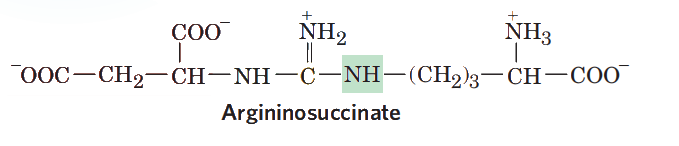 COO⁻ ⁺NH₂ ⁺NH₃
⁻OOC—CH₂—CH—NH—C—NH—(CH₂)₃—CH—COO⁻
Argininosuccinate